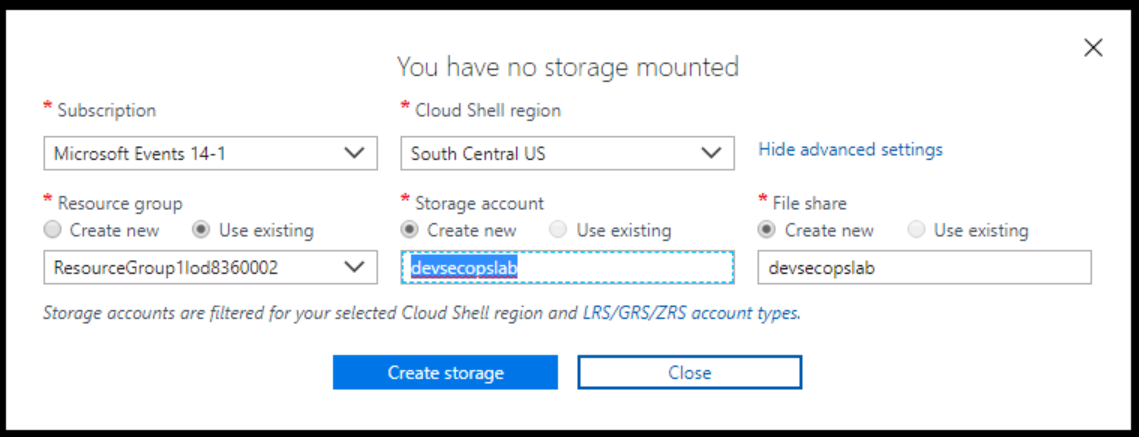 You have no storage mounted
* Subscription
* Cloud Shell region
Microsoft Events 14-1
South Central US
Hide advanced settings
* Resource group
* Storage account
* File share
Create new Use existing
Create new Use existing
Create new Use existing
ResourceGroup1lod8360002
devsecopslab
devsecopslab
Storage accounts are filtered for your selected Cloud Shell region and LRS/GRS/ZRS account types.
Create storage
Close